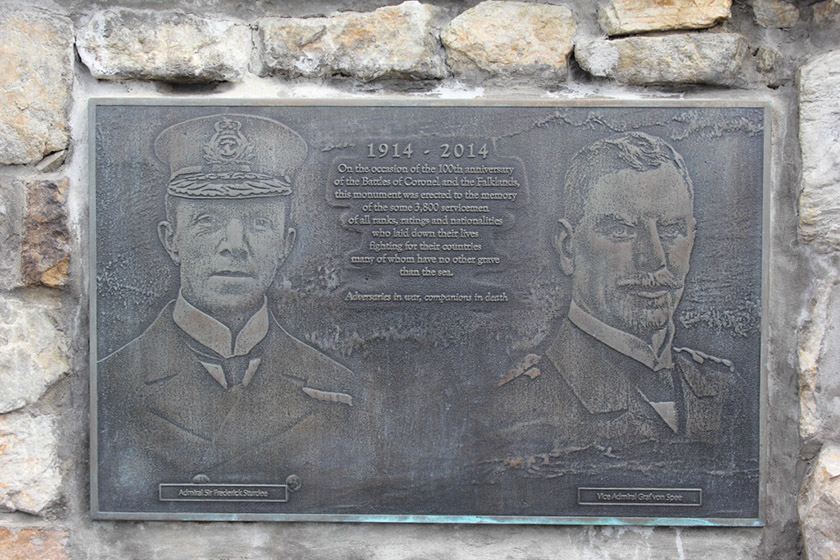 1914 - 2014
On the occasion of the 100th anniversary
of the Battles of Coronel and the Falklands,
this monument was erected to the memory
of the some 3,800 servicemen
of all ranks, ratings and nationalities
who laid down their lives
fighting for their countries
many of whom have no other grave
than the sea.
Adversaries in war, companions in death
Admiral Sir Frederick Sturdee
Vice Admiral Graf von Spee